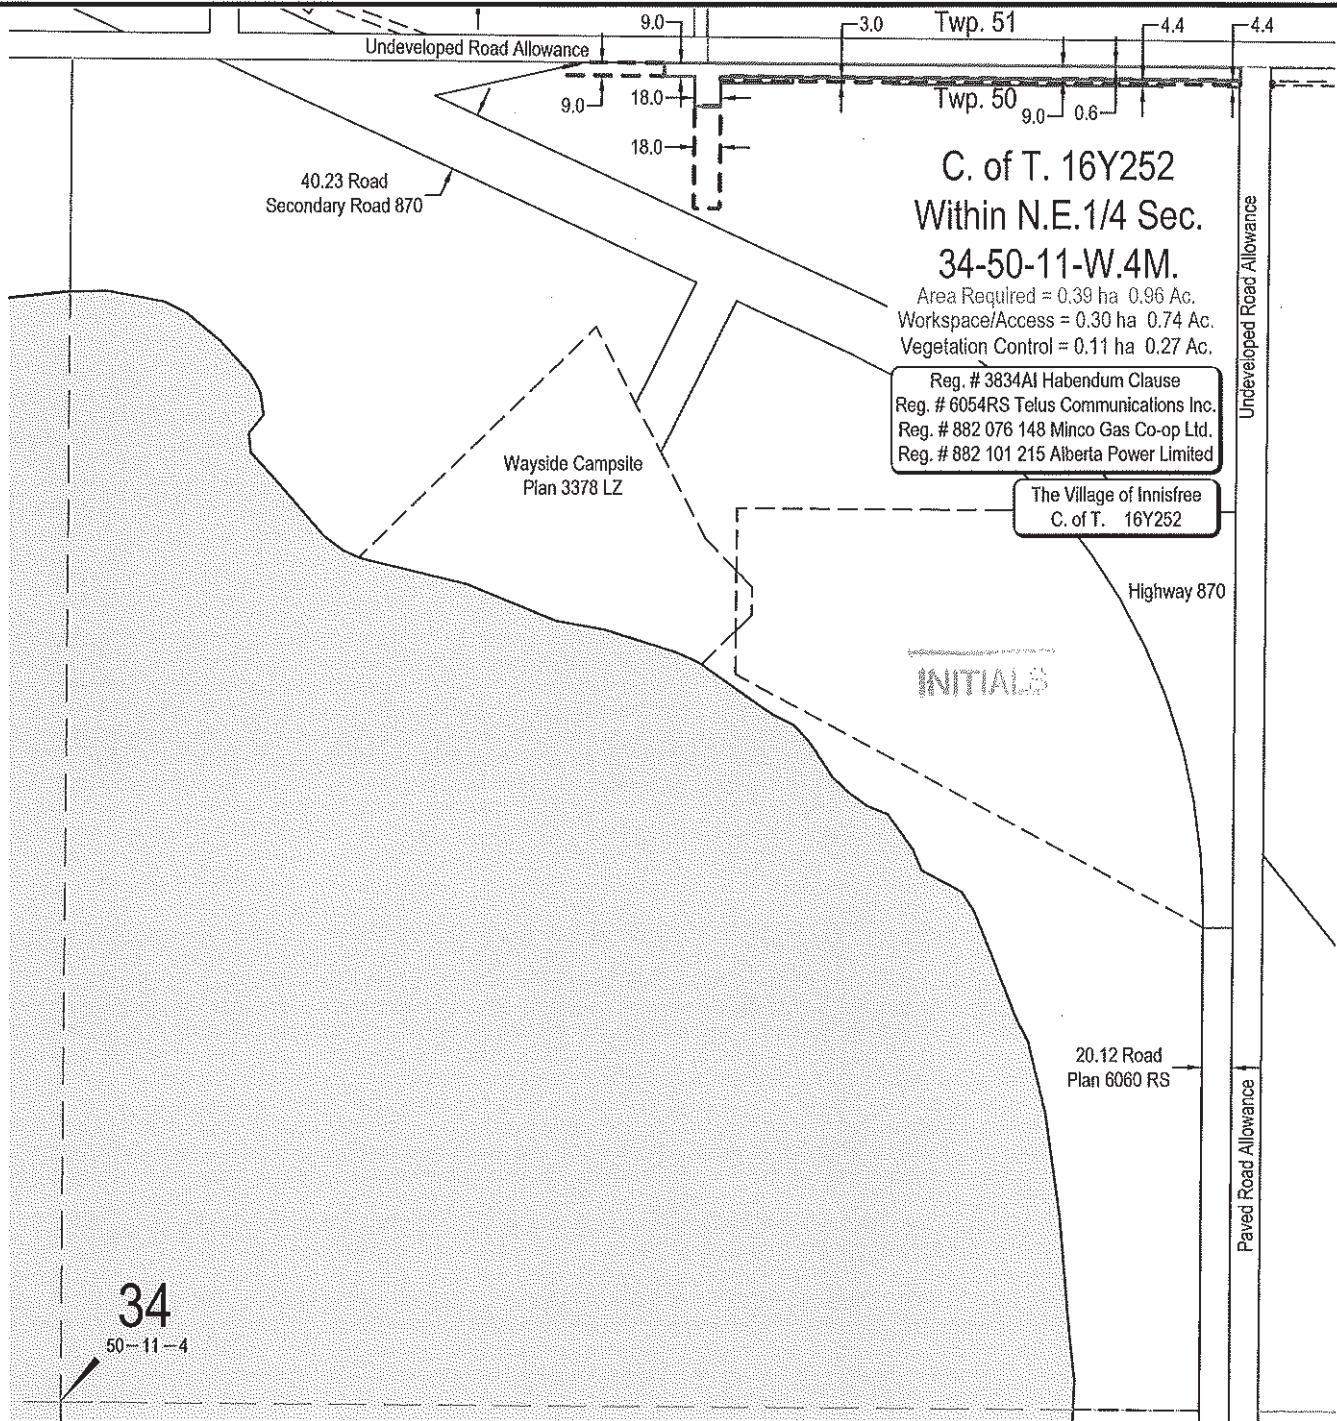 9.0
3.0
Twp. 51
4.4
4.4
Undeveloped Road Allowance
9.0
18.0
Twp. 50
9.0
0.6
18.0
C. of T. 16Y252
Within N.E.1/4 Sec.
34-50-11-W.4M.
40.23 Road
Secondary Road 870
Area Required = 0.39 ha 0.96 Ac.
Workspace/Access = 0.30 ha 0.74 Ac.
Vegetation Control = 0.11 ha 0.27 Ac.
Undeveloped Road Allowance
Reg. # 3834AI Habendum Clause
Reg. # 6054RS Telus Communications Inc.
Reg. # 882 076 148 Minco Gas Co-op Ltd.
Reg. # 882 101 215 Alberta Power Limited
Wayside Campsite
Plan 3378 LZ
The Village of Innisfree
C. of T. 16Y252
Highway 870
INITIALS
20.12 Road
Plan 6060 RS
Paved Road Allowance
34
50-11-4